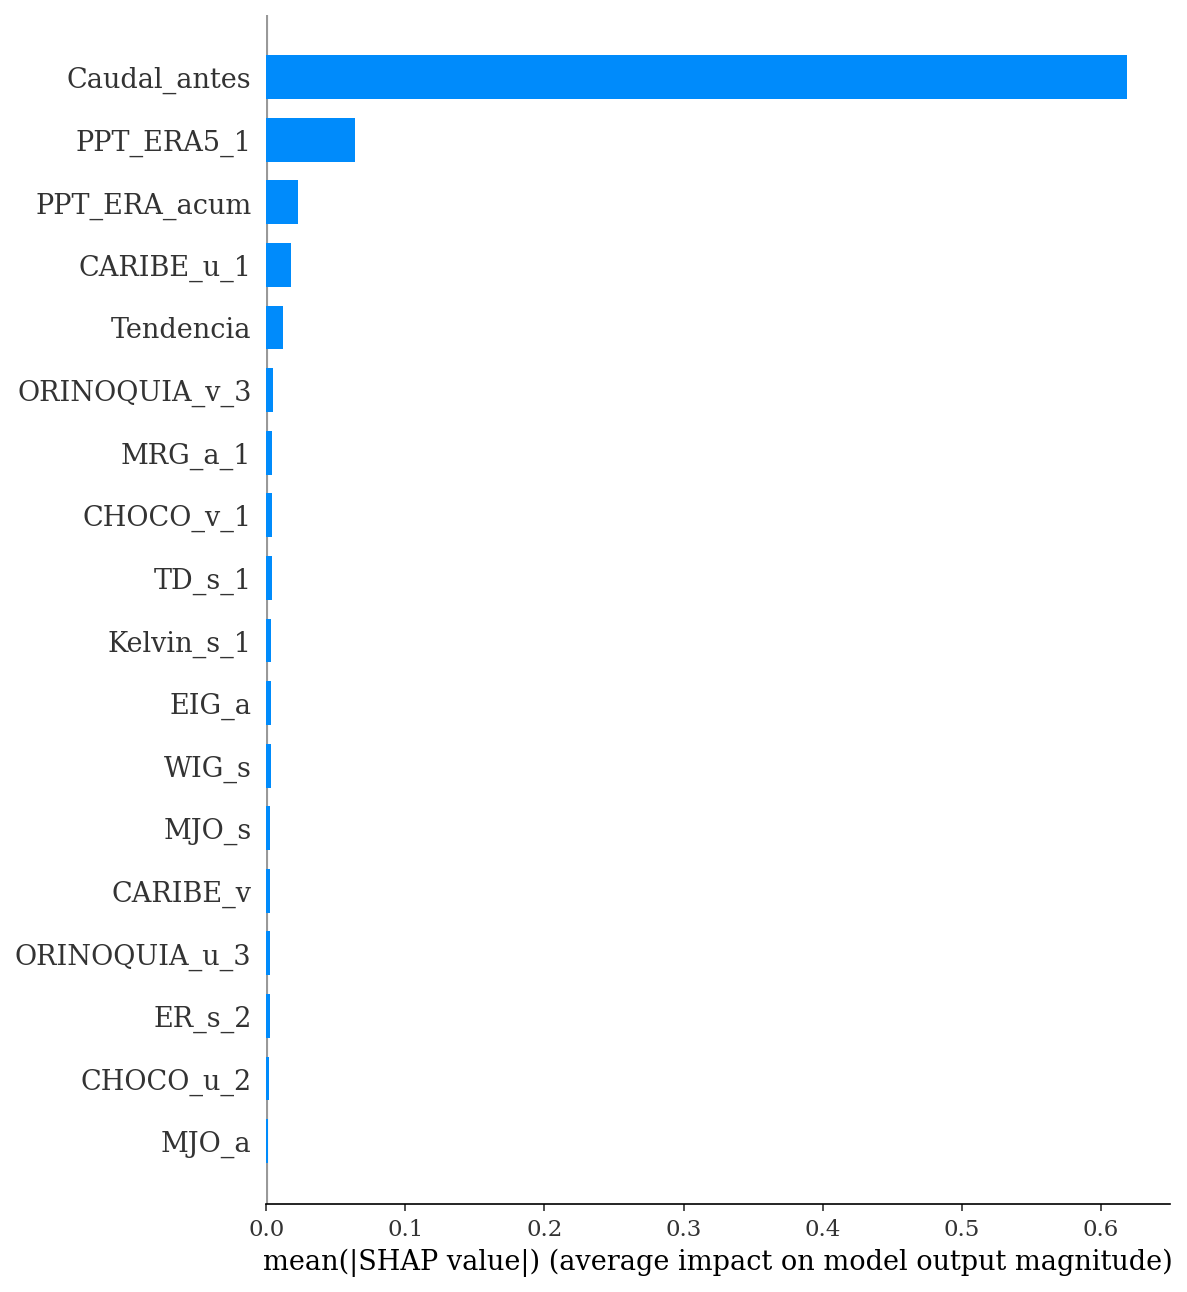 Caudal_antes
PPT_ERA5_1
PPT_ERA_acum
CARIBE_u_1
Tendencia
ORINOQUIA_v_3
MRG_a_1
CHOCO_v_1
TD_s_1
Kelvin_s_1
EIG_a
WIG_s
MJO_s
CARIBE_v
ORINOQUIA_u_3
ER_s_2
CHOCO_u_2
MJO_a
0.0 0.1 0.2 0.3 0.4 0.5 0.6
mean(|SHAP value|) (average impact on model output magnitude)